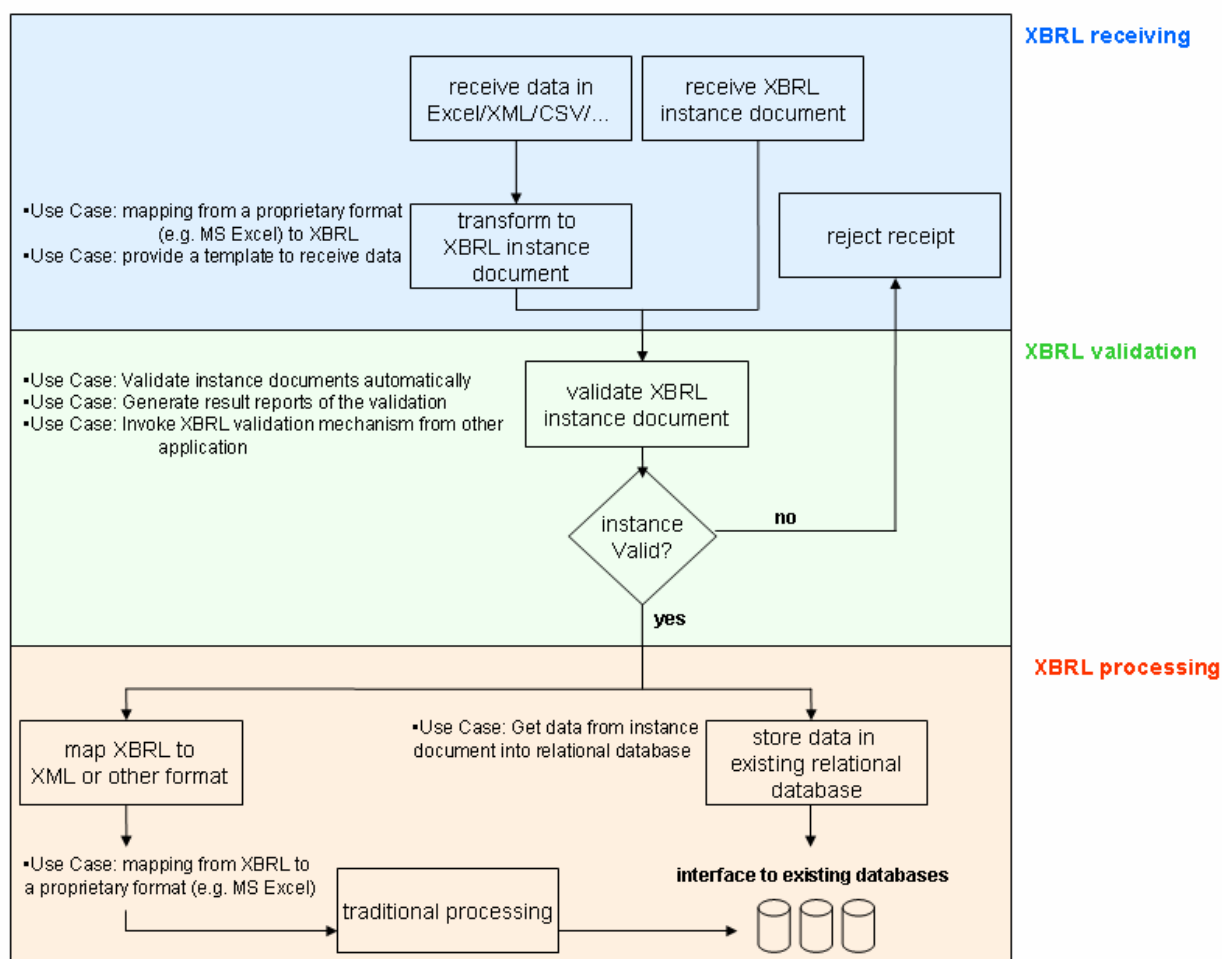 XBRL receiving
receive data in
Excel/XML/CSV/...
receive XBRL
instance document
▪Use Case: mapping from a proprietary format
(e.g. MS Excel) to XBRL
▪Use Case: provide a template to receive data
transform to
XBRL instance
document
reject receipt
XBRL validation
▪Use Case: Validate instance documents automatically
▪Use Case: Generate result reports of the validation
▪Use Case: Invoke XBRL validation mechanism from other
application
validate XBRL
instance document
instance
Valid?
no
yes
XBRL processing
map XBRL to
XML or other format
▪Use Case: Get data from instance
document into relational database
store data in
existing relational
database
▪Use Case: mapping from XBRL to
a proprietary format (e.g. MS Excel)
traditional processing
interface to existing databases